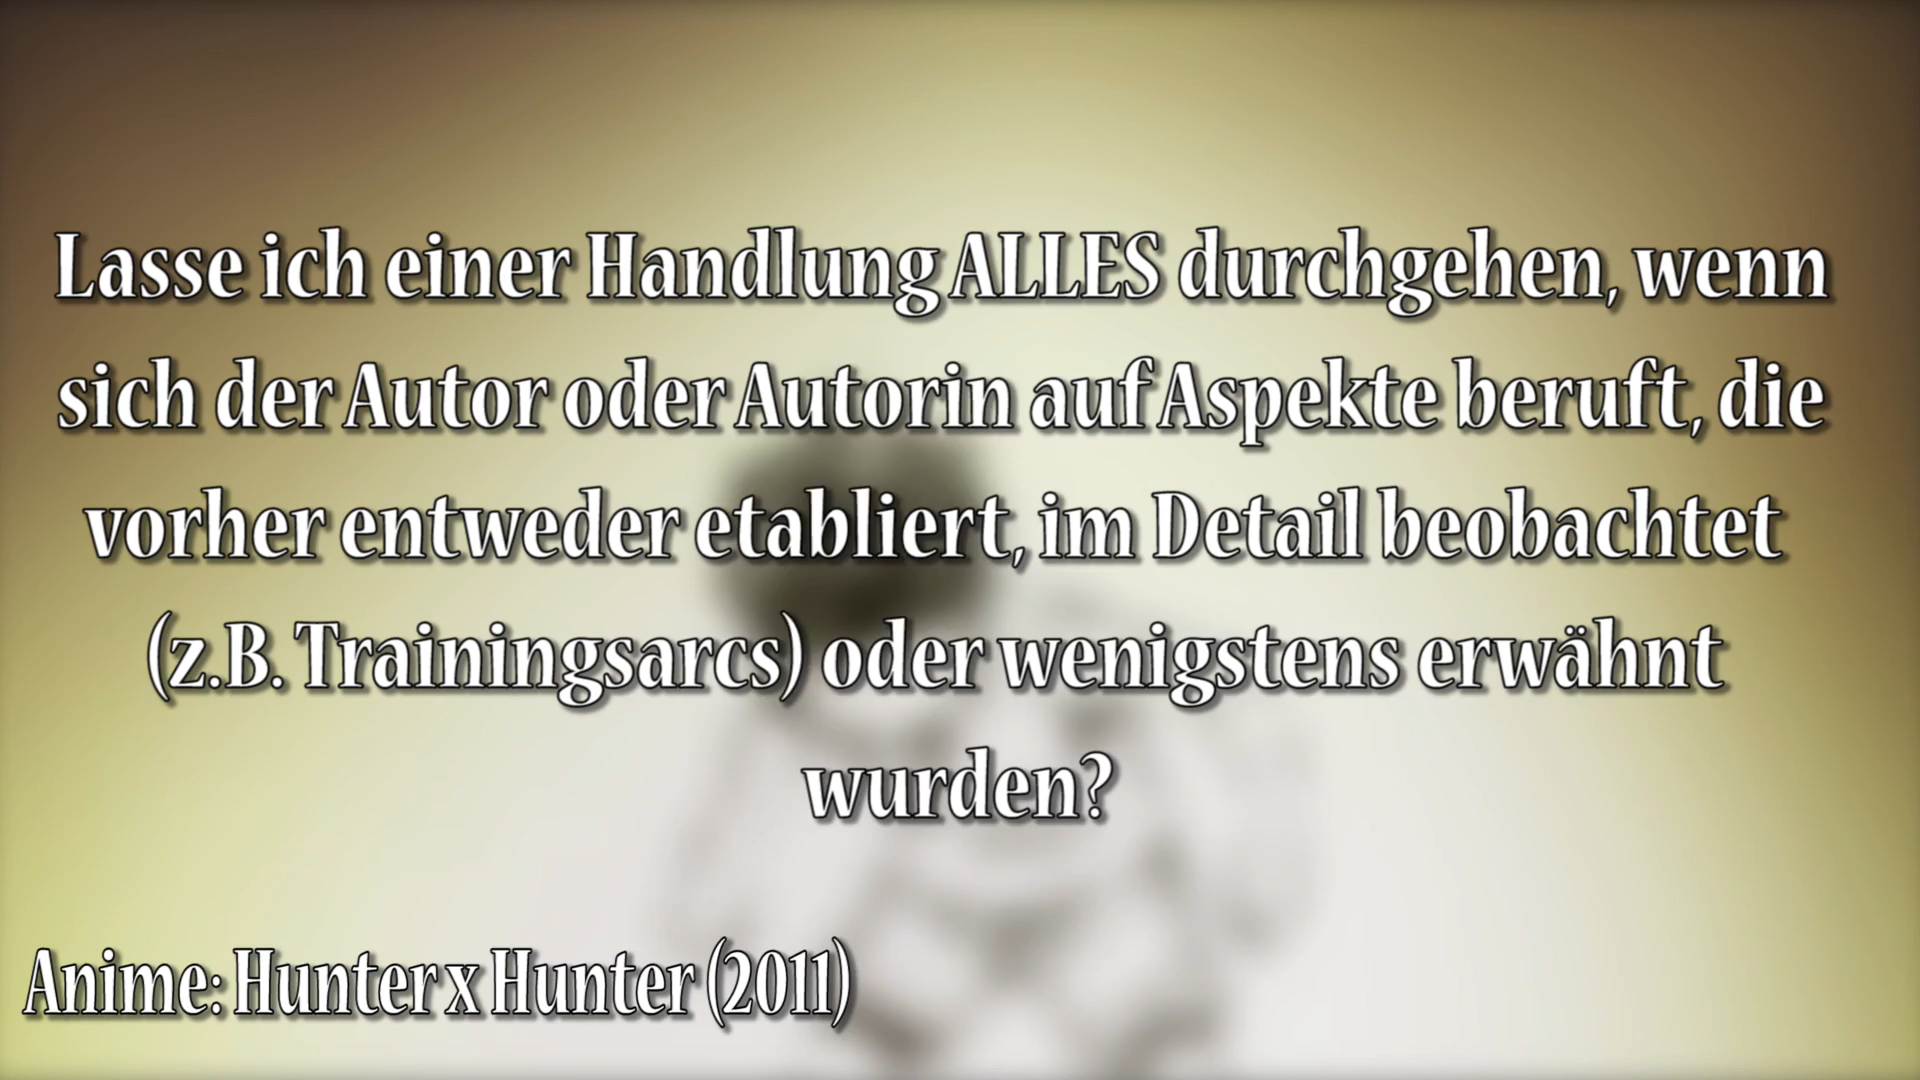 Lasse ich einer Handlung ALLES durchgehen, wenn
sich der Autor oder Autorin auf Aspekte beruft, die
vorher entweder etabliert, im Detail beobachtet
(z.B. Trainingsarcs) oder wenigstens erwähnt
wurden?
Anime: Hunter x Hunter (2011)